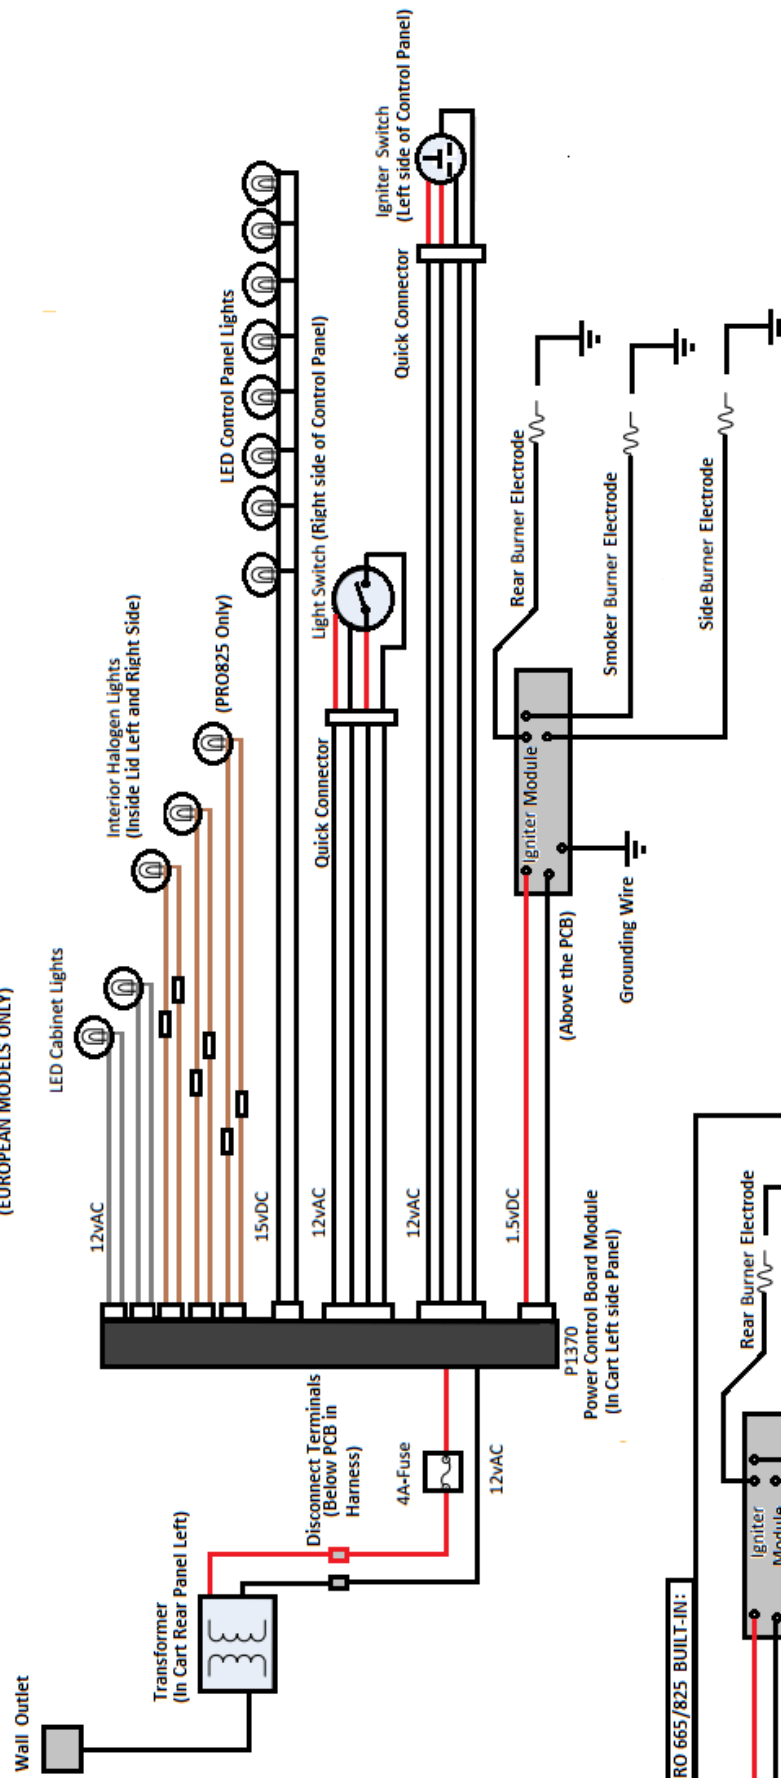 (EUROPEAN MODELS ONLY)
Wall Outlet
Transformer
(In Cart Rear Panel Left)
Disconnect Terminals
(Below PCB in
Harness)
4A-Fuse
12vAC
P1370
Power Control Board Module
(In Cart Left side Panel)
12vAC
15vDC
12vAC
12vAC
1.5vDC
LED Cabinet Lights
Interior Halogen Lights
(Inside Lid Left and Right Side)
(PRO825 Only)
LED Control Panel Lights
Light Switch (Right side of Control Panel)
Quick Connector
Igniter Switch
(Left side of Control Panel)
Quick Connector
Igniter Module
(Above the PCB)
Grounding Wire
Rear Burner Electrode
Smoker Burner Electrode
Side Burner Electrode
RO 665/825 BUILT-IN:
Igniter
Module
Rear Burner Electrode